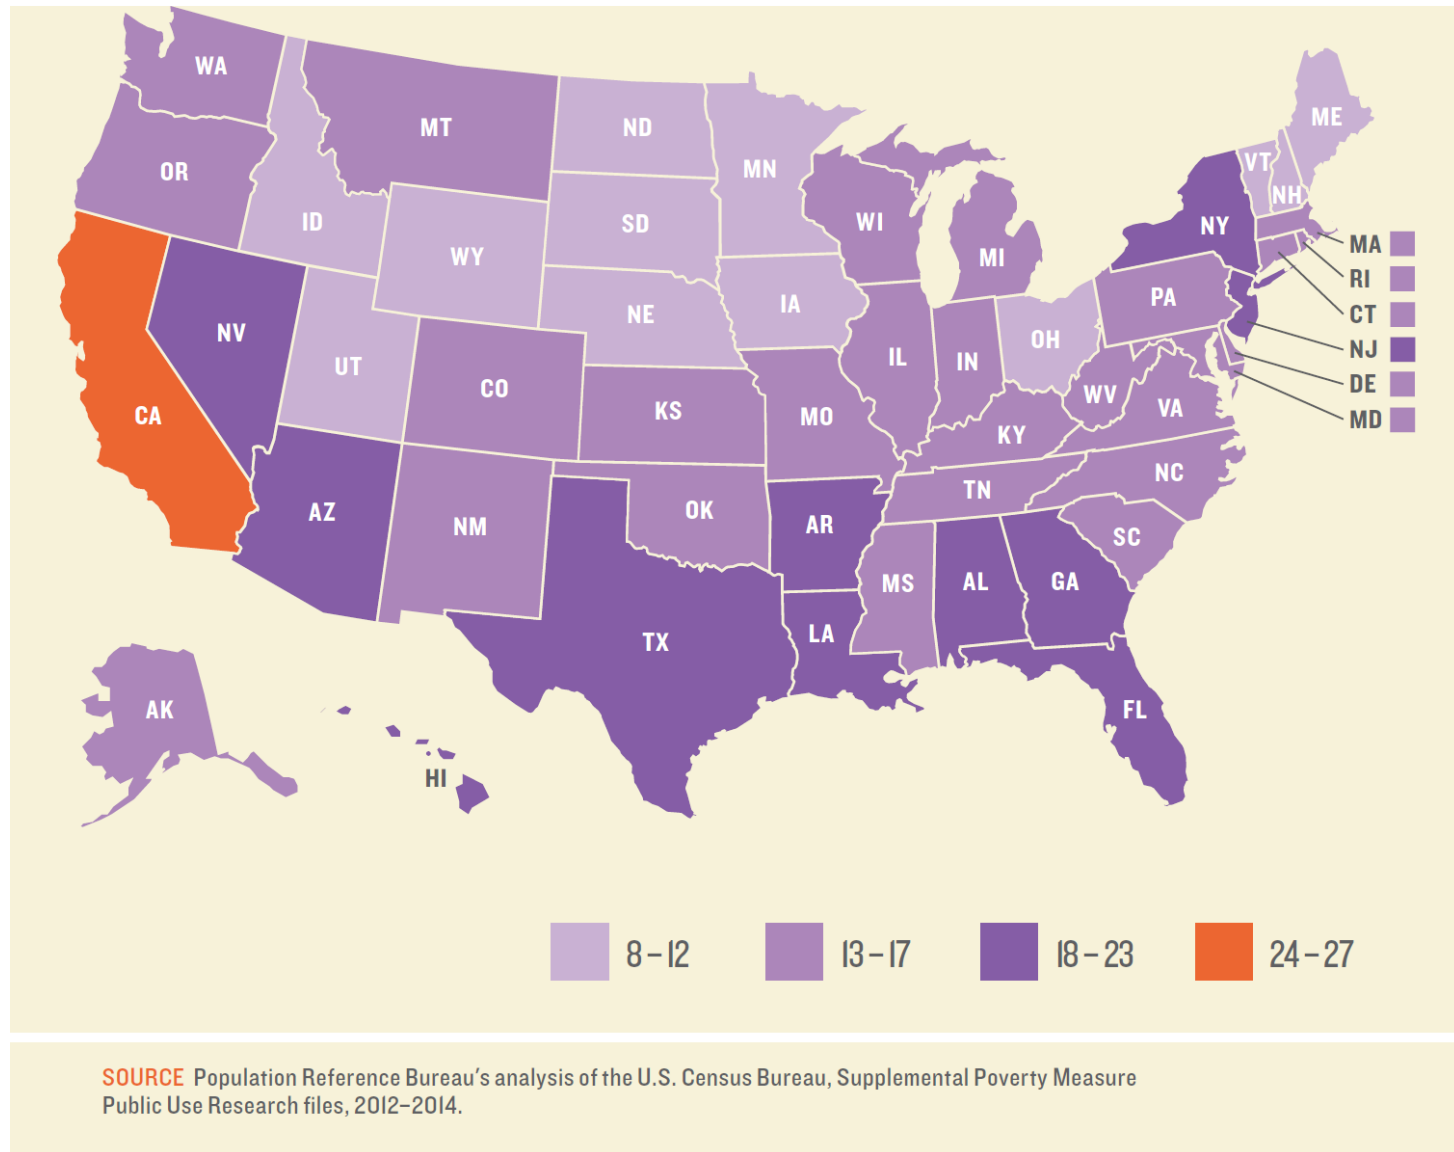 WA
MT
ND
MN
ME
OR
ID
SD
WI
VT
NH
WY
MI
NY
MA
RI
NE
IA
PA
CT
NV
UT
CO
IL
IN
OH
NJ
DE
CA
KS
MO
WV
VA
MD
KY
AZ
NM
OK
AR
TN
NC
SC
MS
AL
GA
TX
LA
AK
FL
HI
8 – 12
13 – 17
18 – 23
24 – 27
SOURCE Population Reference Bureau's analysis of the U.S. Census Bureau, Supplemental Poverty Measure
Public Use Research files, 2012–2014.